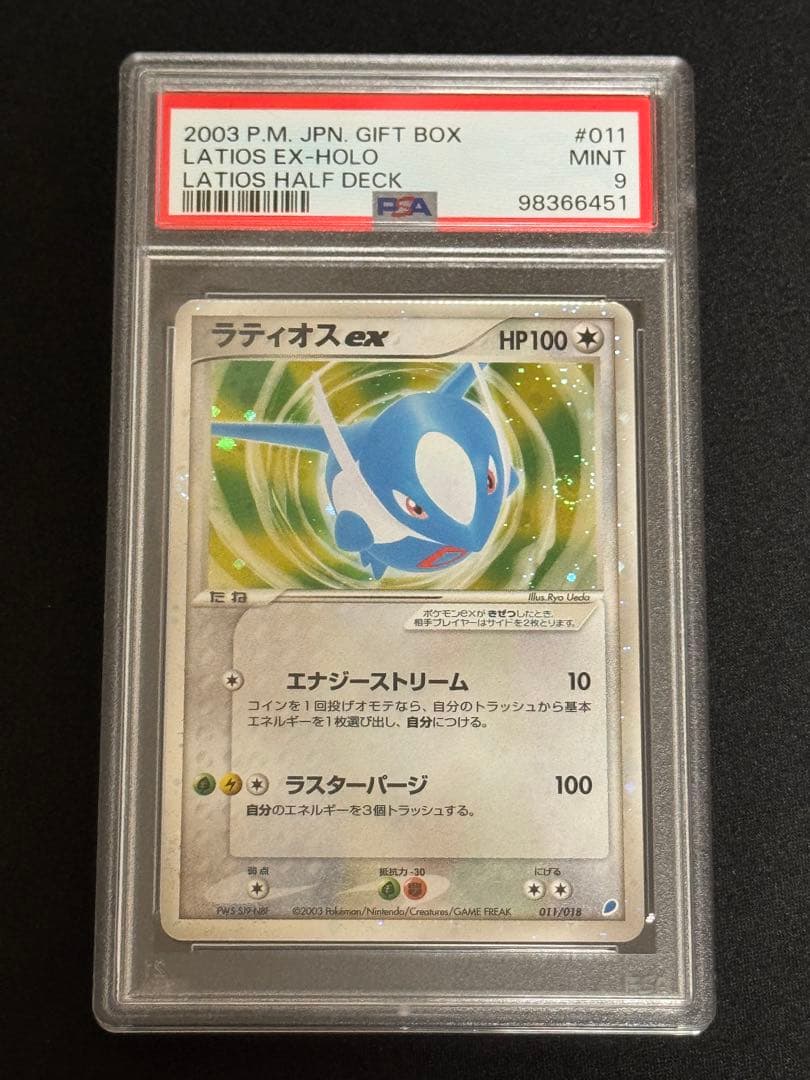 2003 P.M. JPN. GIFT BOX #011
LATIOS EX-HOLO MINT
LATIOS HALF DECK 9
PSA 98366451
ラティオスex HP100
たね Illus.Ryo Ueda
ポケモンexがきぜつしたとき、
相手プレイヤーはサイドを2枚とります。
エナジーストリーム 10
コインを1回投げオモテなら、自分のトラッシュから基本
エネルギーを1枚選び出し、自分につける。
ラスターパージ 100
自分のエネルギーを3個トラッシュする。
弱点 抵抗力 -30 にげる
©2003 Pokémon/Nintendo/Creatures/GAME FREAK 011/018